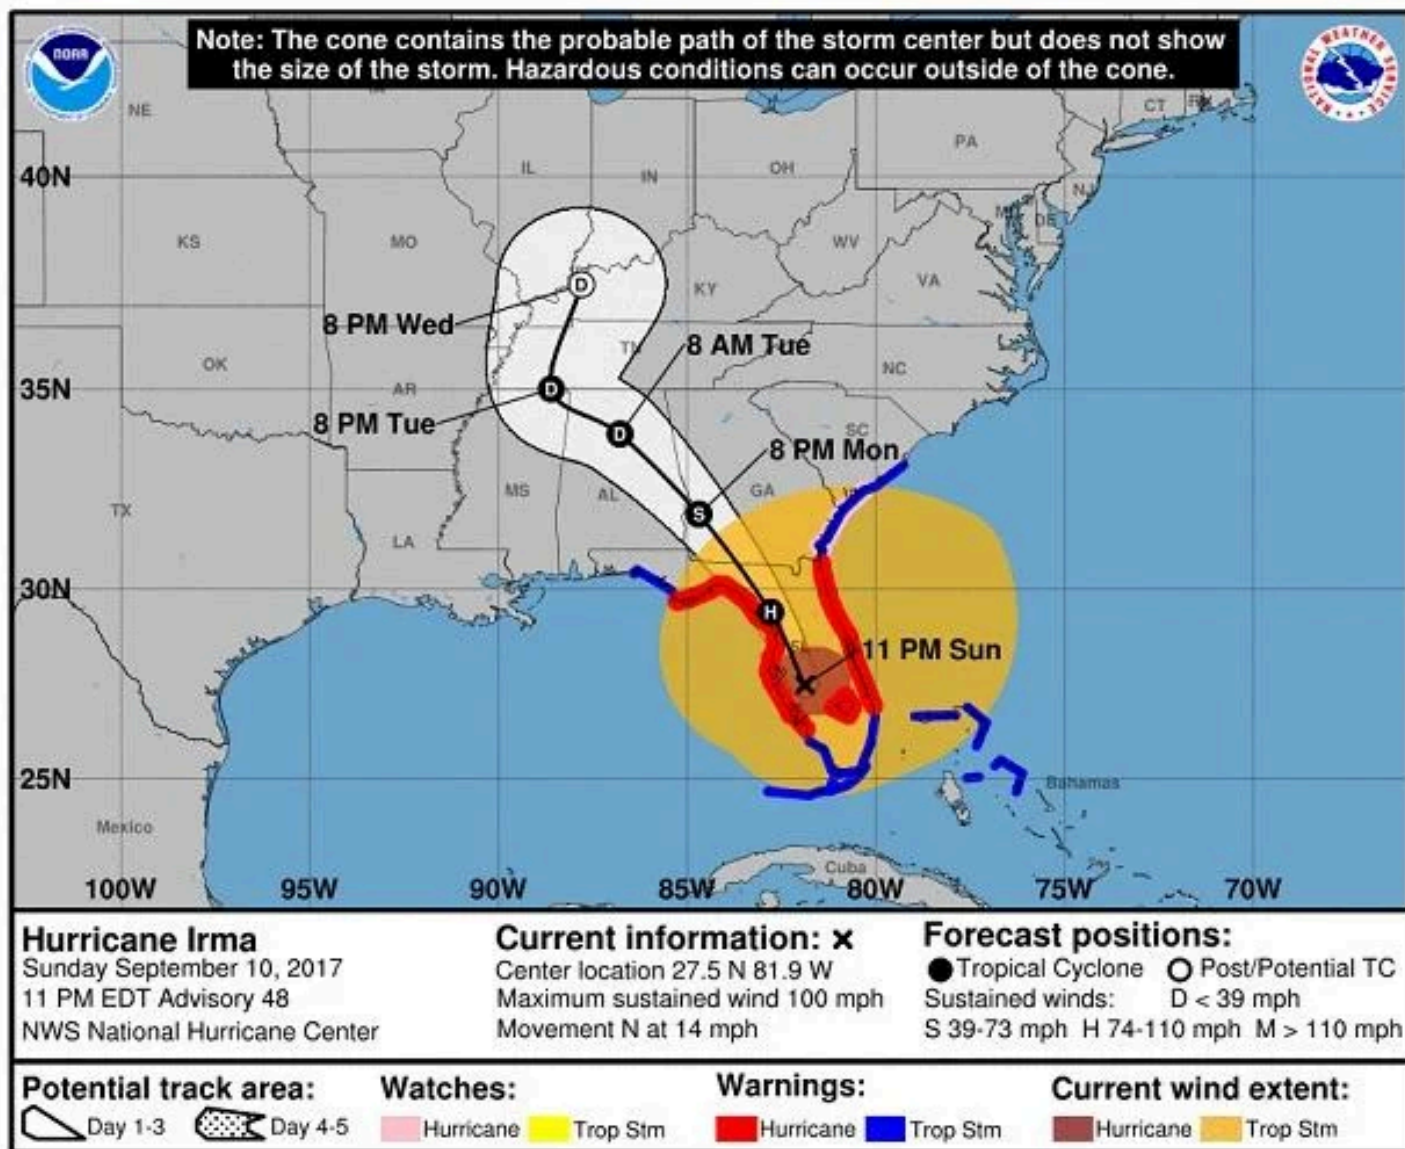 Note: The cone contains the probable path of the storm center but does not show
the size of the storm. Hazardous conditions can occur outside of the cone.
NOAA
NATIONAL WEATHER SERVICE
NE
CT
PA
IL
IN
OH
NJ
40N
DE
KS
MO
WV
VA
KY
8 PM Wed
8 AM Tue
OK
NC
35N
AR
8 PM Tue
D
D
D
SC
8 PM Mon
MS
AL
GA
TX
S
LA
30N
H
11 PM Sun
25N
Bahamas
Mexico
Cuba
100W 95W 90W 85W 80W 75W 70W
Hurricane Irma
Sunday September 10, 2017
11 PM EDT Advisory 48
NWS National Hurricane Center
Current information: x
Center location 27.5 N 81.9 W
Maximum sustained wind 100 mph
Movement N at 14 mph
Forecast positions:
Tropical Cyclone Post/Potential TC
Sustained winds: D < 39 mph
S 39-73 mph H 74-110 mph M > 110 mph
Potential track area:
Day 1-3 Day 4-5
Watches:
Hurricane Trop Stm
Warnings:
Hurricane Trop Stm
Current wind extent:
Hurricane Trop Stm